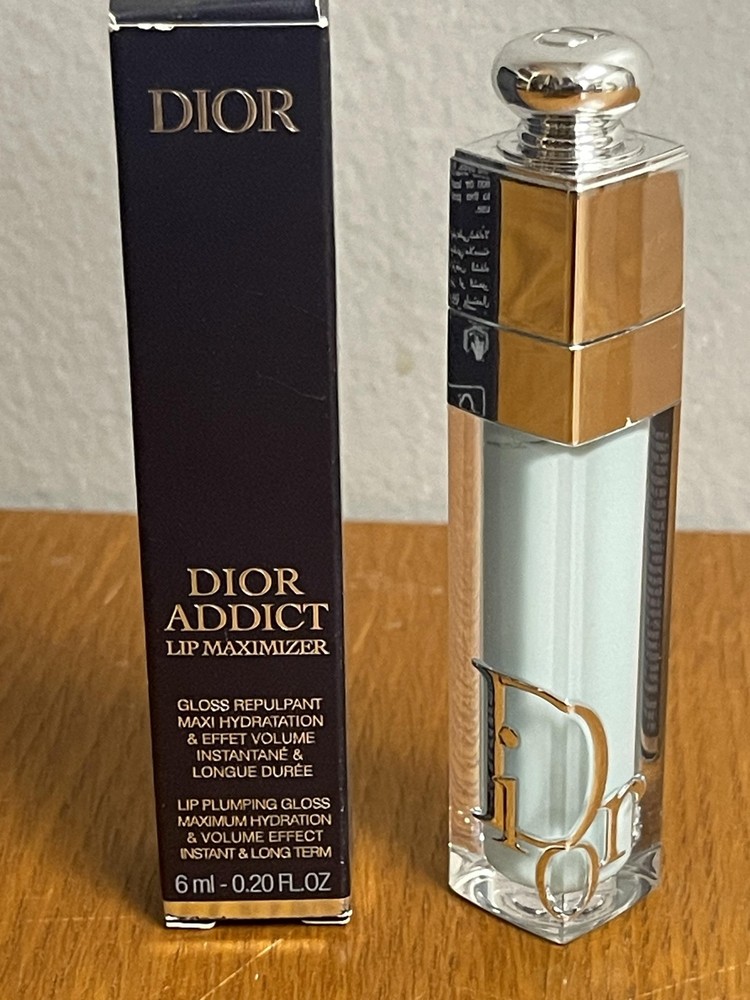 DIOR
DIOR
ADDICT
LIP MAXIMIZER
GLOSS REPULPANT
MAXI HYDRATATION
& EFFET VOLUME
INSTANTANÉ &
LONGUE DURÉE
LIP PLUMPING GLOSS
MAXIMUM HYDRATION
& VOLUME EFFECT
INSTANT & LONG TERM
6 ml - 0.20 FL.OZ
Dior